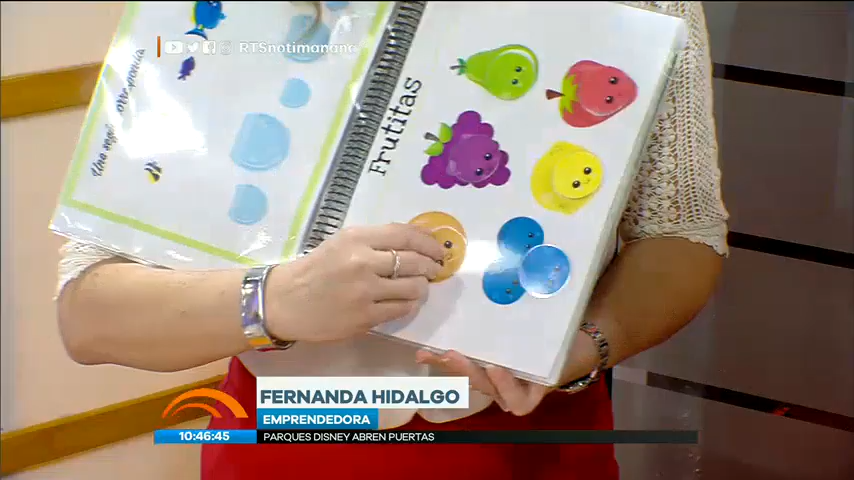 RTSnotimanana
Frutitas
FERNANDA HIDALGO
EMPRENDEDORA
10:46:45 PARQUES DISNEY ABREN PUERTAS